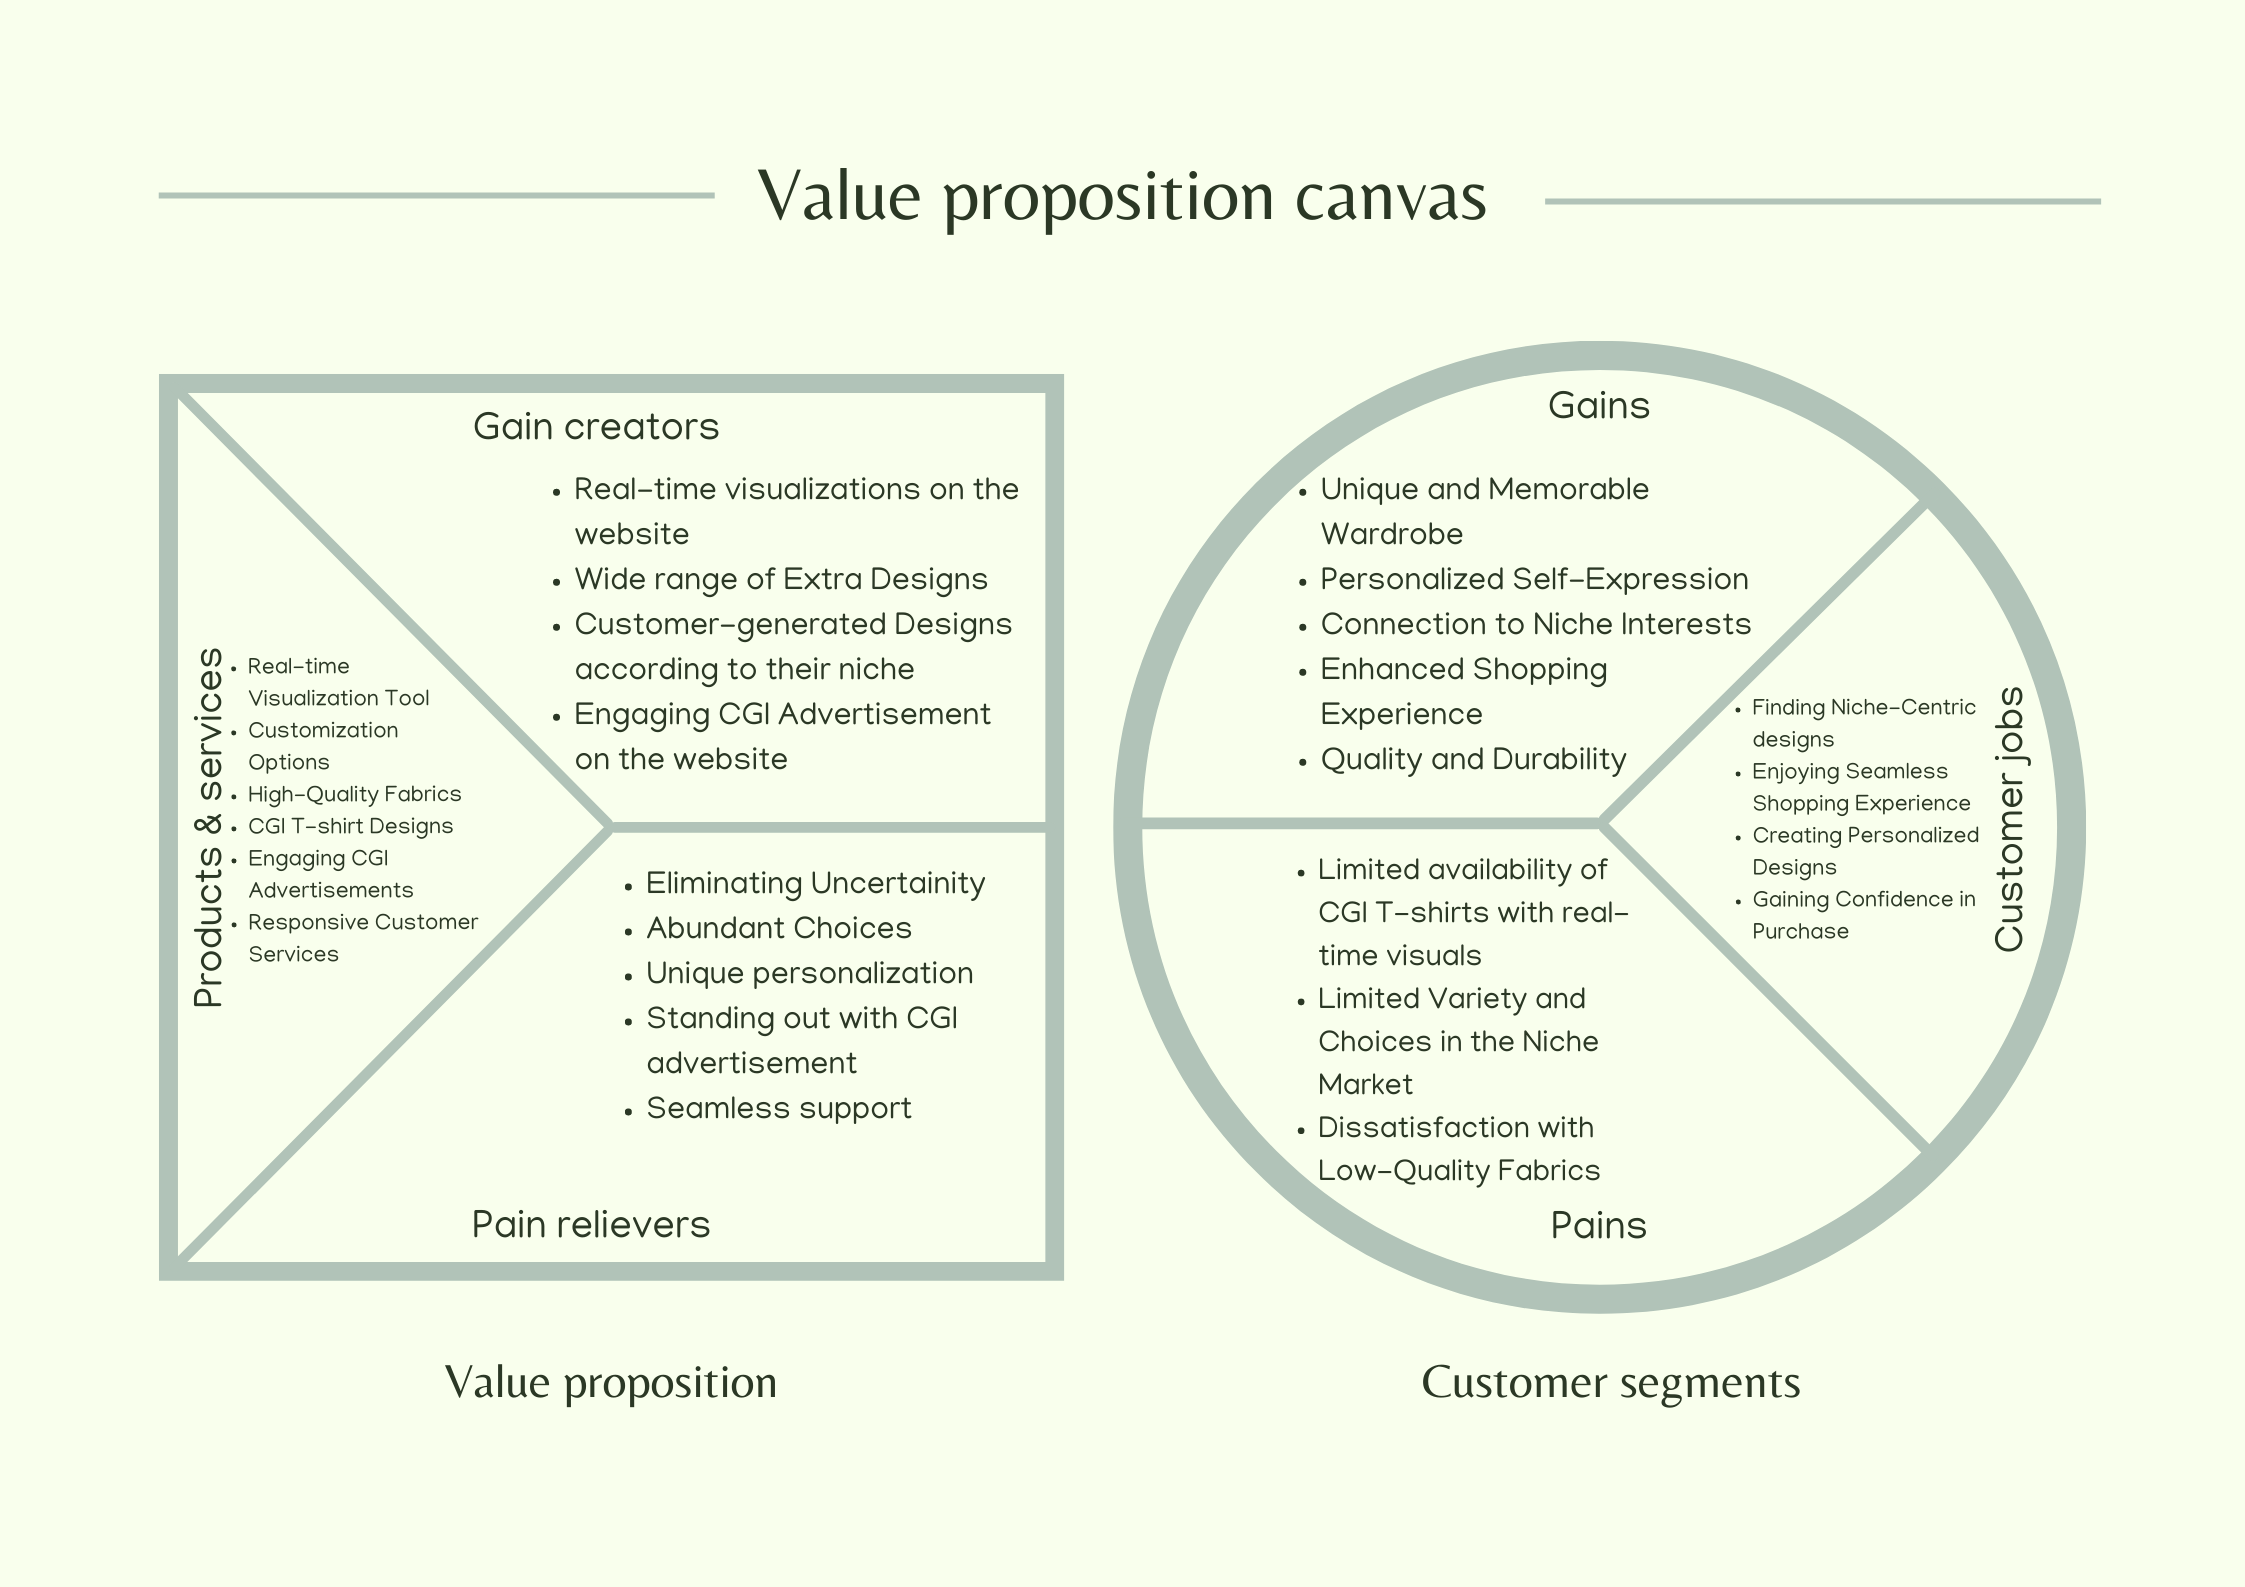 Value proposition canvas
Gain creators
• Real-time visualizations on the
website
• Wide range of Extra Designs
• Customer-generated Designs
according to their niche
• Engaging CGI Advertisement
on the website
Products & services
• Real-time
Visualization Tool
• Customization
Options
• High-Quality Fabrics
• CGI T-shirt Designs
• Engaging CGI
Advertisements
• Responsive Customer
Services
• Eliminating Uncertainity
• Abundant Choices
• Unique personalization
• Standing out with CGI
advertisement
• Seamless support
Pain relievers
Value proposition
Gains
• Unique and Memorable
Wardrobe
• Personalized Self-Expression
• Connection to Niche Interests
• Enhanced Shopping
Experience
• Quality and Durability
• Finding Niche-Centric
designs
• Enjoying Seamless
Shopping Experience
• Creating Personalized
Designs
• Gaining Confidence in
Purchase
Customer jobs
• Limited availability of
CGI T-shirts with real-
time visuals
• Limited Variety and
Choices in the Niche
Market
• Dissatisfaction with
Low-Quality Fabrics
Pains
Customer segments